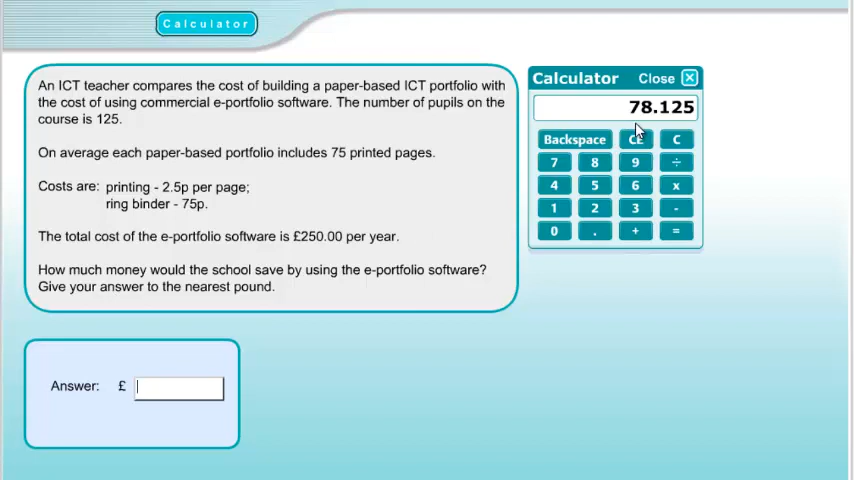 Calculator
An ICT teacher compares the cost of building a paper-based ICT portfolio with
the cost of using commercial e-portfolio software. The number of pupils on the
course is 125.
On average each paper-based portfolio includes 75 printed pages.
Costs are: printing - 2.5p per page;
ring binder - 75p.
The total cost of the e-portfolio software is £250.00 per year.
How much money would the school save by using the e-portfolio software?
Give your answer to the nearest pound.
Answer: £
Calculator Close
78.125
Backspace CE C
7 8 9 ÷
4 5 6 x
1 2 3 -
0 . + =